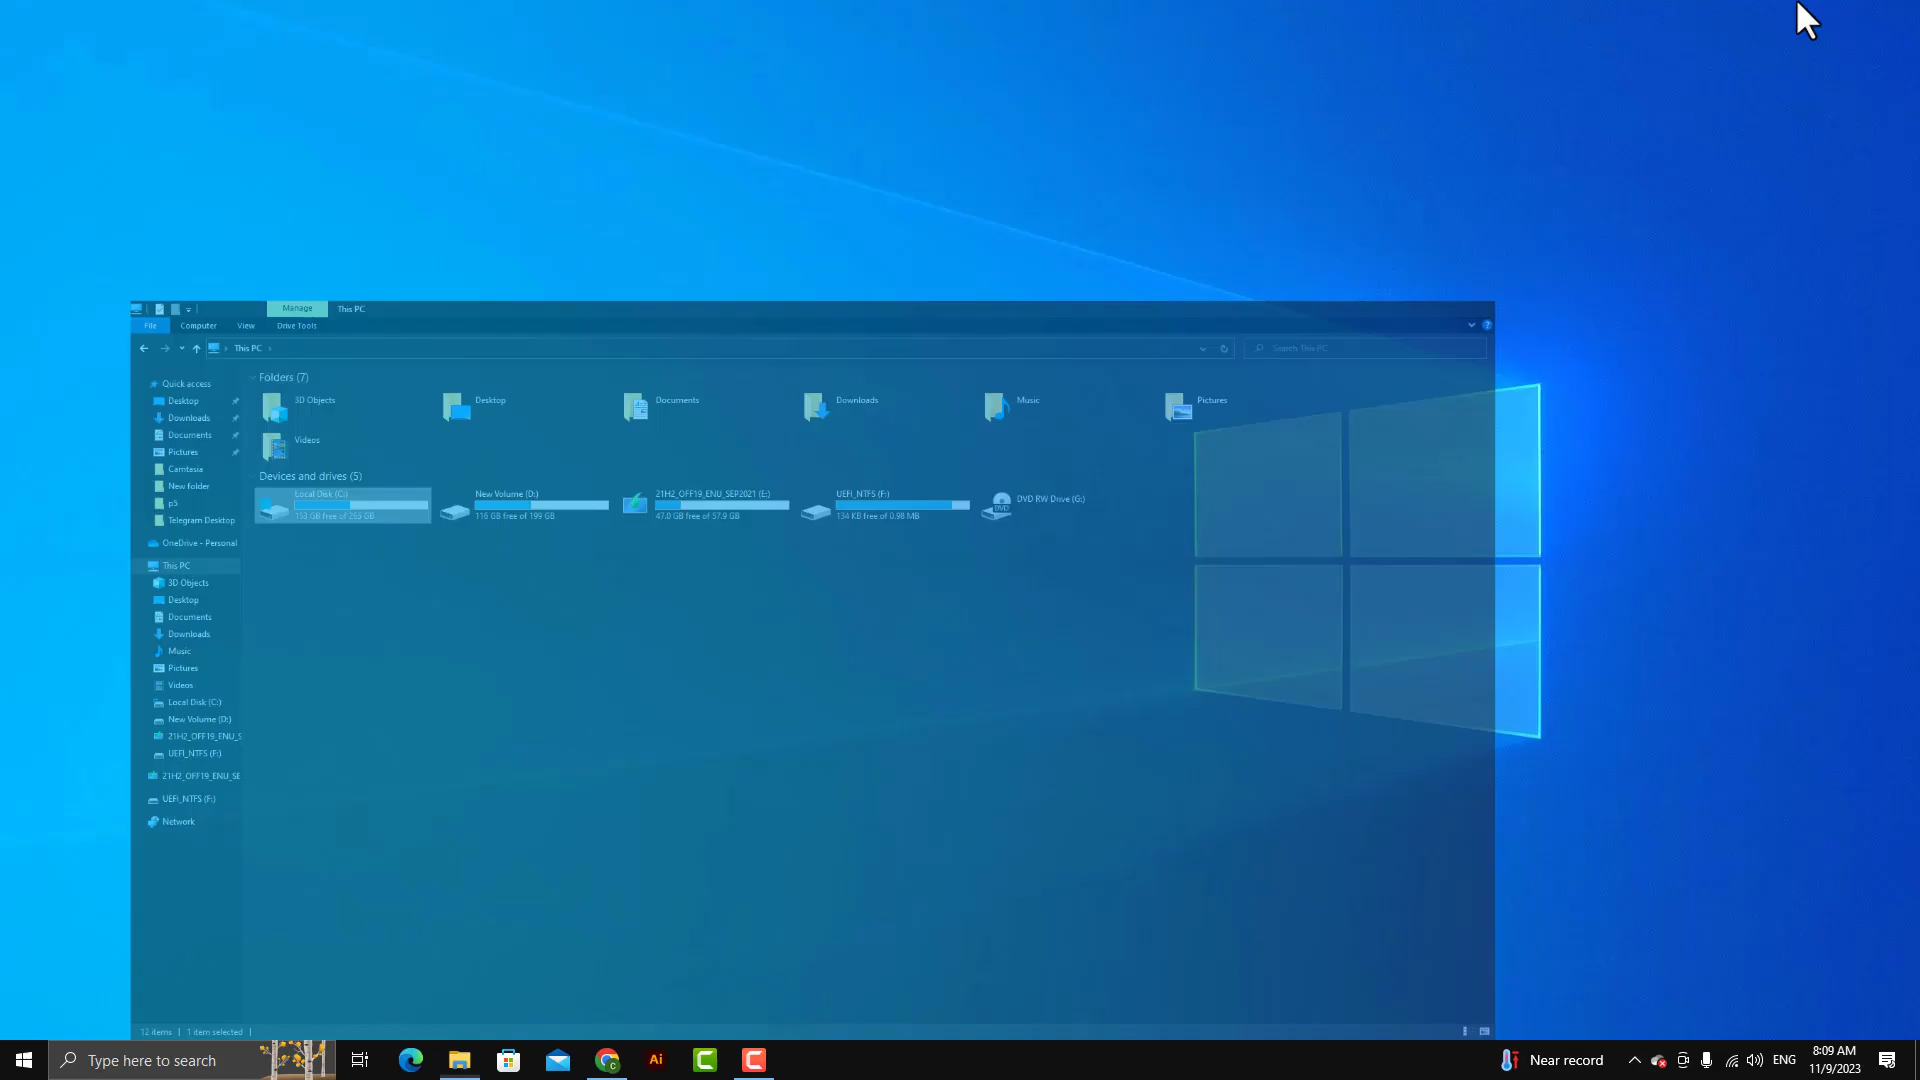 Manage
This PC
File
Computer
View
Drive Tools
This PC
Search This PC
Quick access
Desktop
Downloads
Documents
Pictures
Camtasia
New folder
p5
Telegram Desktop
OneDrive - Personal
This PC
3D Objects
Desktop
Documents
Downloads
Music
Pictures
Videos
Local Disk (C:)
New Volume (D:)
21H2_OFF19_ENU_S
UEFI_NTFS (F:)
21H2_OFF19_ENU_SE
UEFI_NTFS (F:)
Network
Folders (7)
3D Objects
Desktop
Documents
Downloads
Music
Pictures
Videos
Devices and drives (5)
Local Disk (C:)
158 GB free of 265 GB
New Volume (D:)
116 GB free of 199 GB
21H2_OFF19_ENU_SEP2021 (E:)
47.0 GB free of 57.9 GB
UEFI_NTFS (F:)
134 KB free of 0.98 MB
DVD RW Drive (G:)
DVD
12 items
1 item selected
Type here to search
Ai
Near record
ENG
8:09 AM
11/9/2023